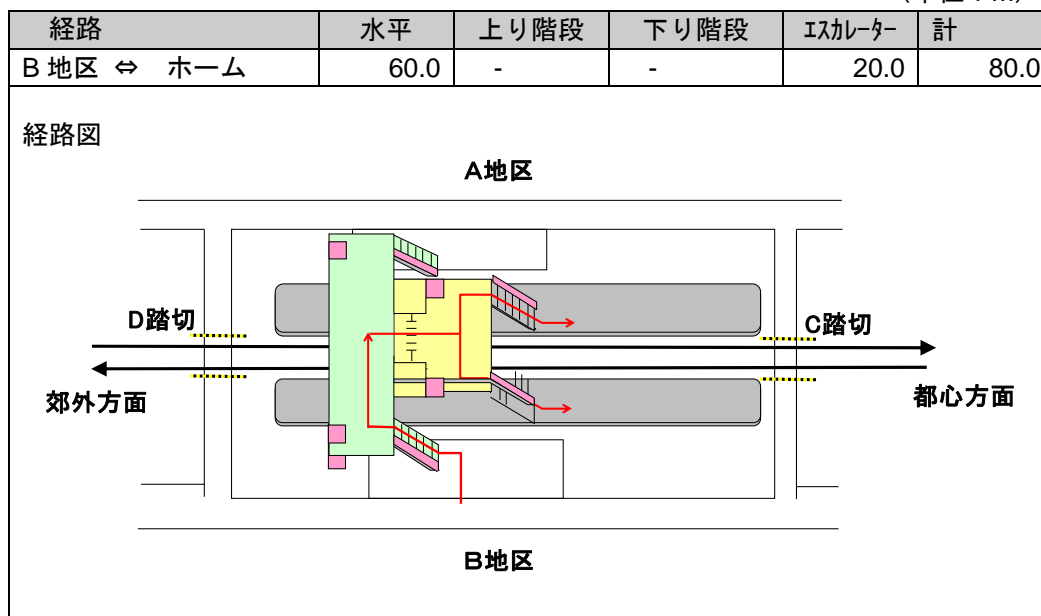 経路 水平 上り階段 下り階段 ｴｽｶﾚｰﾀｰ 計
B 地区 ⇔ ホーム 60.0 - - 20.0 80.0
経路図
A地区
D踏切
C踏切
郊外方面
都心方面
B地区